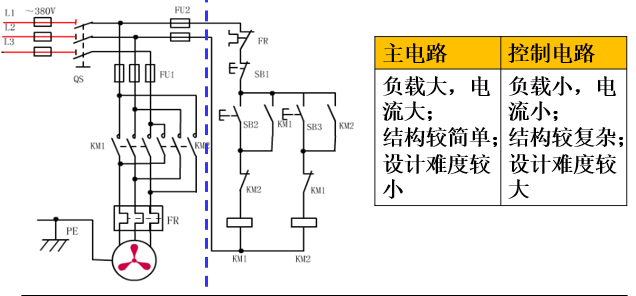 L1 ~380V
FU2
L2
L3
FR
QS
FU1
SB1
KM1
SB2
KM1
SB3
KM2
KM2
KM1
FR
PE
KM1
KM2
主电路
控制电路
负载大，电
流大；
结构较简单；
设计难度较
小
负载小，电
流小；
结构较复杂；
设计难度较
大